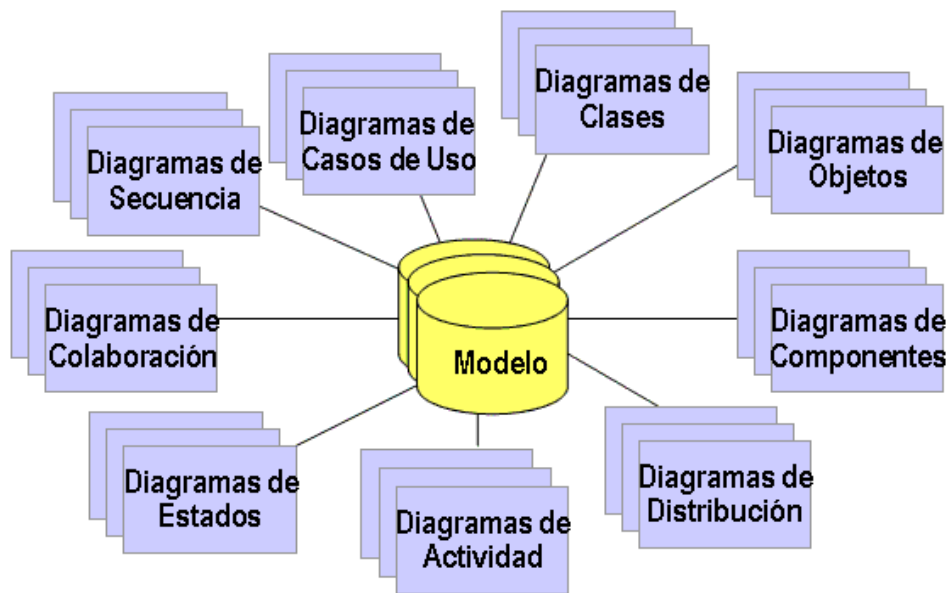 Diagramas de
Clases
Diagramas de
Casos de Uso
Diagramas de
Objetos
Diagramas de
Secuencia
Diagramas de
Colaboración
Modelo
Diagramas de
Componentes
Diagramas de
Estados
Diagramas de
Actividad
Diagramas de
Distribución